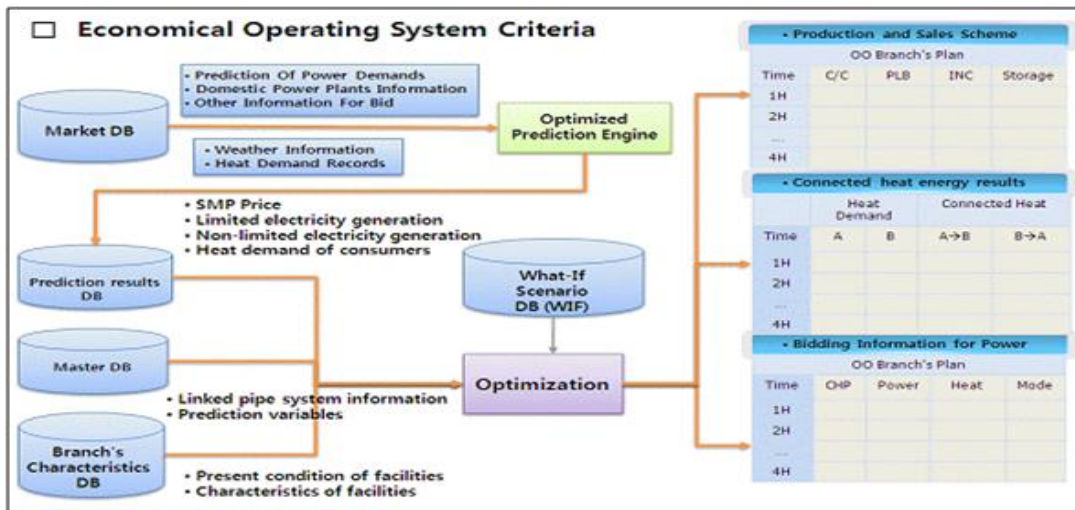 □ Economical Operating System Criteria
• Prediction Of Power Demands
• Domestic Power Plants Information
• Other Information For Bid
Market DB
• Weather Information
• Heat Demand Records
Optimized
Prediction Engine
• SMP Price
• Limited electricity generation
• Non-limited electricity generation
• Heat demand of consumers
Prediction results
DB
What-If
Scenario
DB (WIF)
Master DB
Optimization
• Linked pipe system information
• Prediction variables
Branch's
Characteristics
DB
• Present condition of facilities
• Characteristics of facilities
• Production and Sales Scheme
OO Branch's Plan
Time C/C PLB INC Storage
1H
2H
...
4H
• Connected heat energy results
Heat
Demand
Connected Heat
Time A B A→B B→A
1H
2H
...
4H
• Bidding Information for Power
OO Branch's Plan
Time CHP Power Heat Mode
1H
2H
...
4H